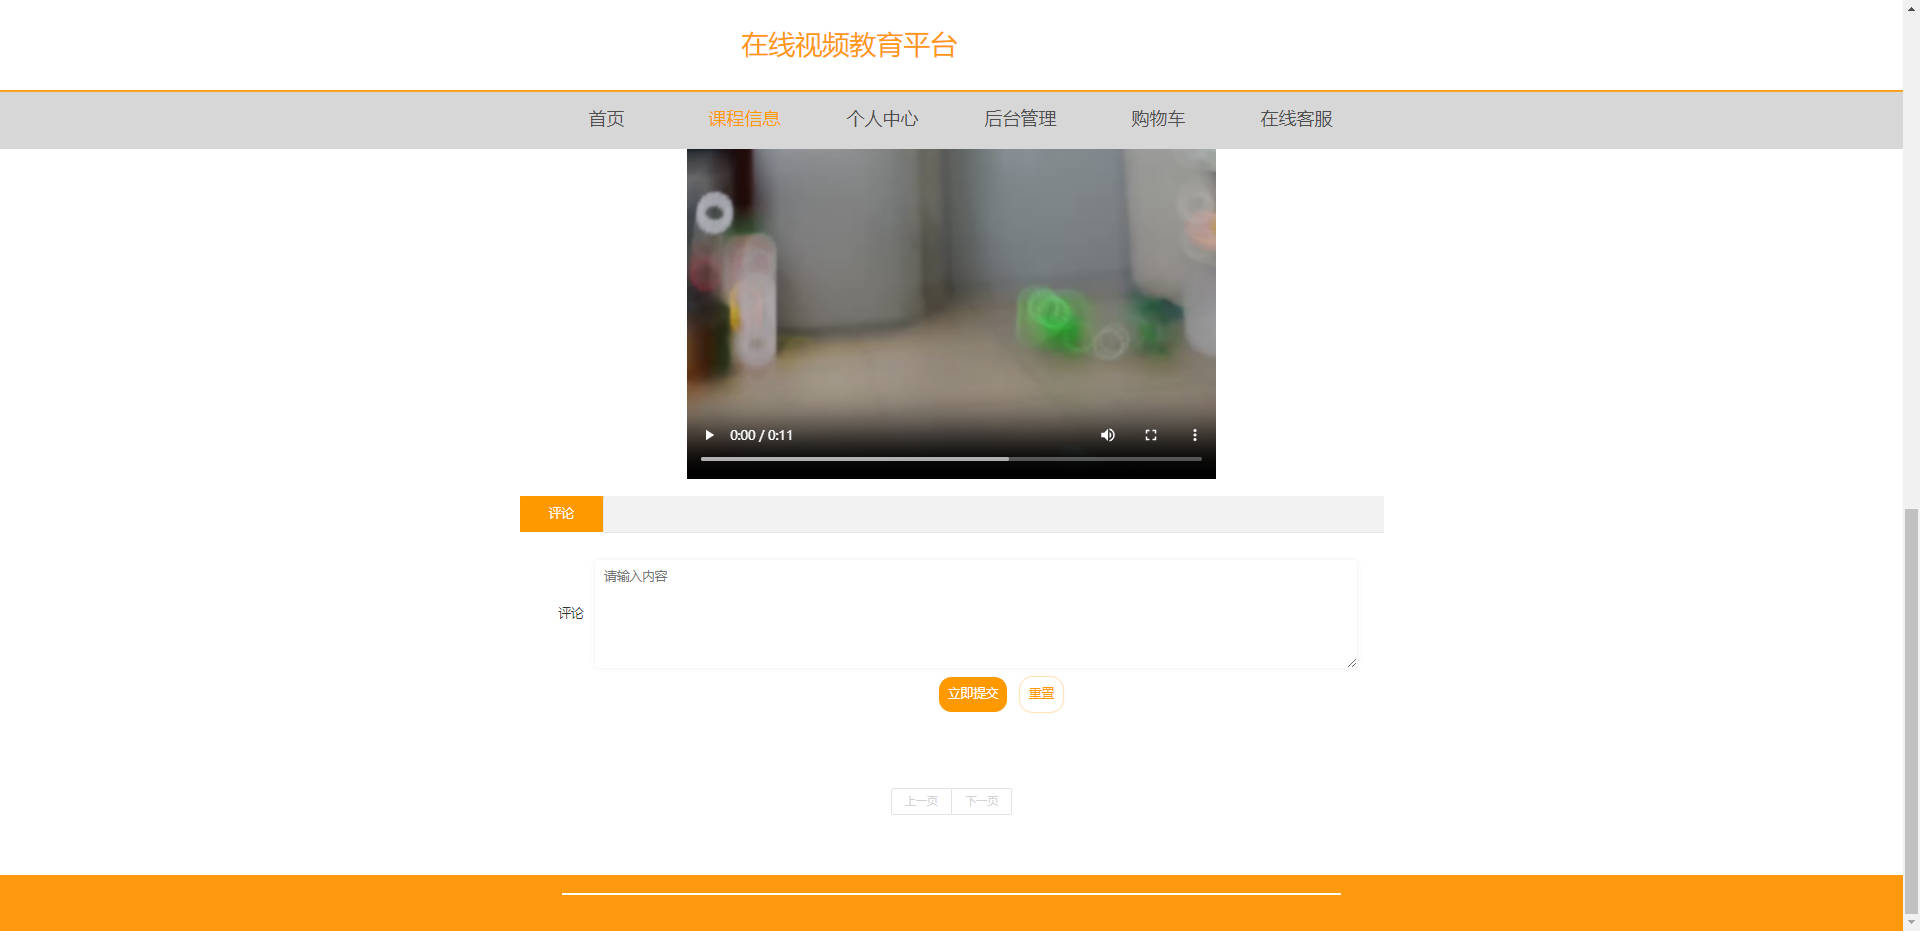 在线视频教育平台
首页 课程信息 个人中心 后台管理 购物车 在线客服
0:00 / 0:11
评论
请输入内容
评论
立即提交 重置
上一页 下一页